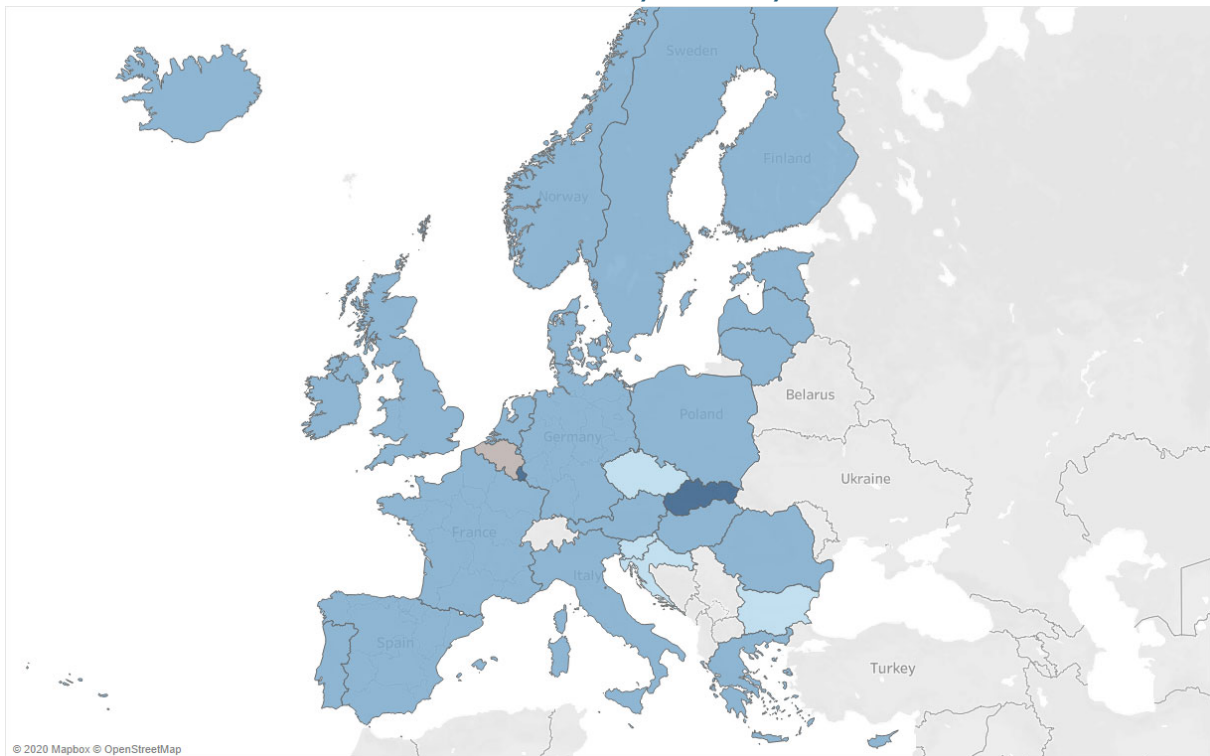 Sweden
Finland
Norway
Belarus
Poland
Germany
Ukraine
France
Italy
Spain
Turkey
© 2020 Mapbox © OpenStreetMap